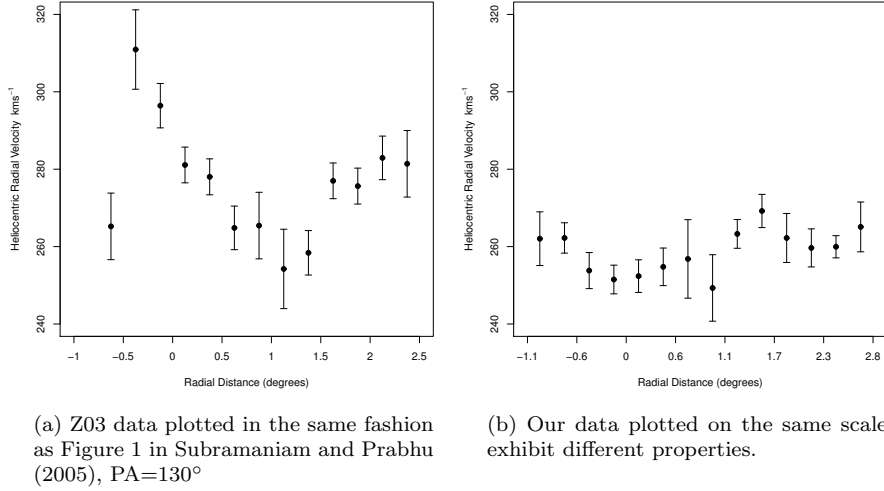 320
300
280
260
240
Heliocentric Radial Velocity kms⁻¹
−1
−0.5
0
0.5
1
1.5
2
2.5
Radial Distance (degrees)
320
300
280
260
240
Heliocentric Radial Velocity kms⁻¹
−1.1
−0.6
0
0.6
1.1
1.7
2.3
2.8
Radial Distance (degrees)
(a) Z03 data plotted in the same fashion
as Figure 1 in Subramaniam and Prabhu
(2005), PA=130°
(b) Our data plotted on the same scale
exhibit different properties.